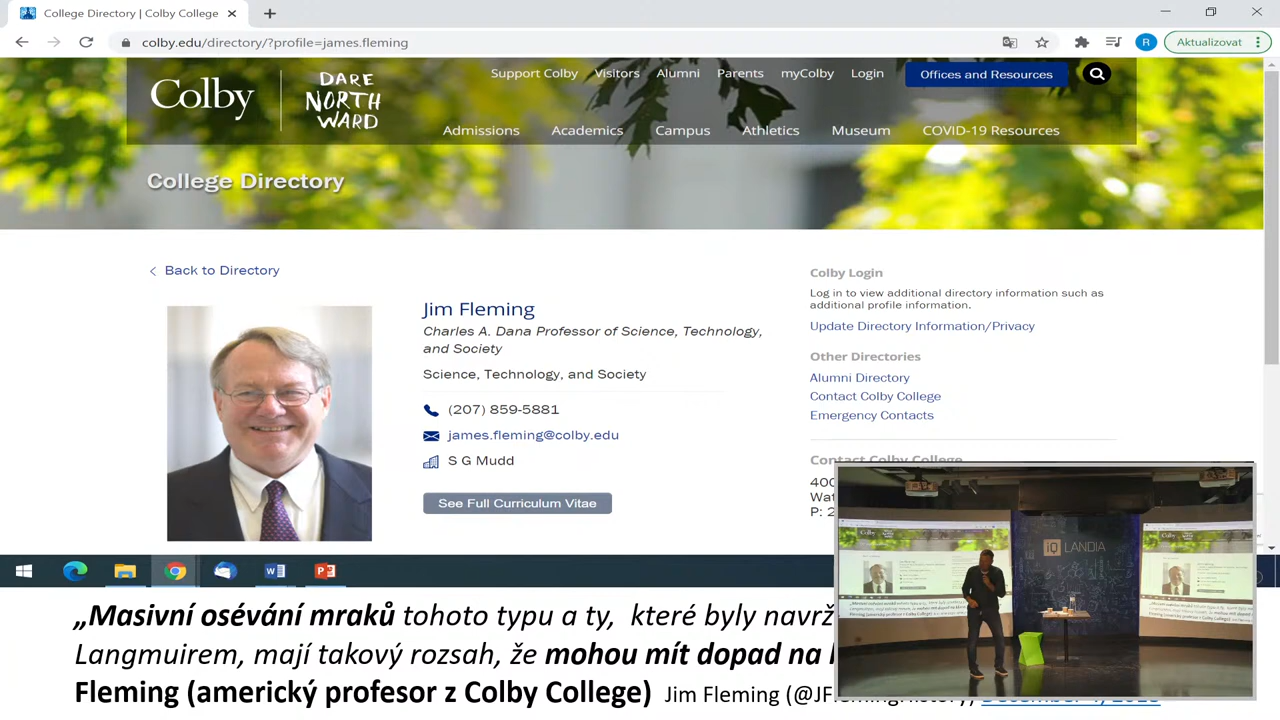 College Directory | Colby College
colby.edu/directory/?profile=james.fleming
R
Aktualizovat
Colby
DARE
NORTH
WARD
Support Colby Visitors Alumni Parents myColby Login Offices and Resources
Admissions Academics Campus Athletics Museum COVID-19 Resources
College Directory
Back to Directory
Jim Fleming
Charles A. Dana Professor of Science, Technology,
and Society
Science, Technology, and Society
(207) 859-5881
james.fleming@colby.edu
S G Mudd
See Full Curriculum Vitae
Colby Login
Log in to view additional directory information such as
additional profile information.
Update Directory Information/Privacy
Other Directories
Alumni Directory
Contact Colby College
Emergency Contacts
Contact Colby College
400
P: 2
iQ LANDIA
„Masivní osévání mraků tohoto typu a ty, které byly
Langmuirem, mají takový rozsah, že mohou mít dopad na
Fleming (americký profesor z Colby College) Jim Fleming